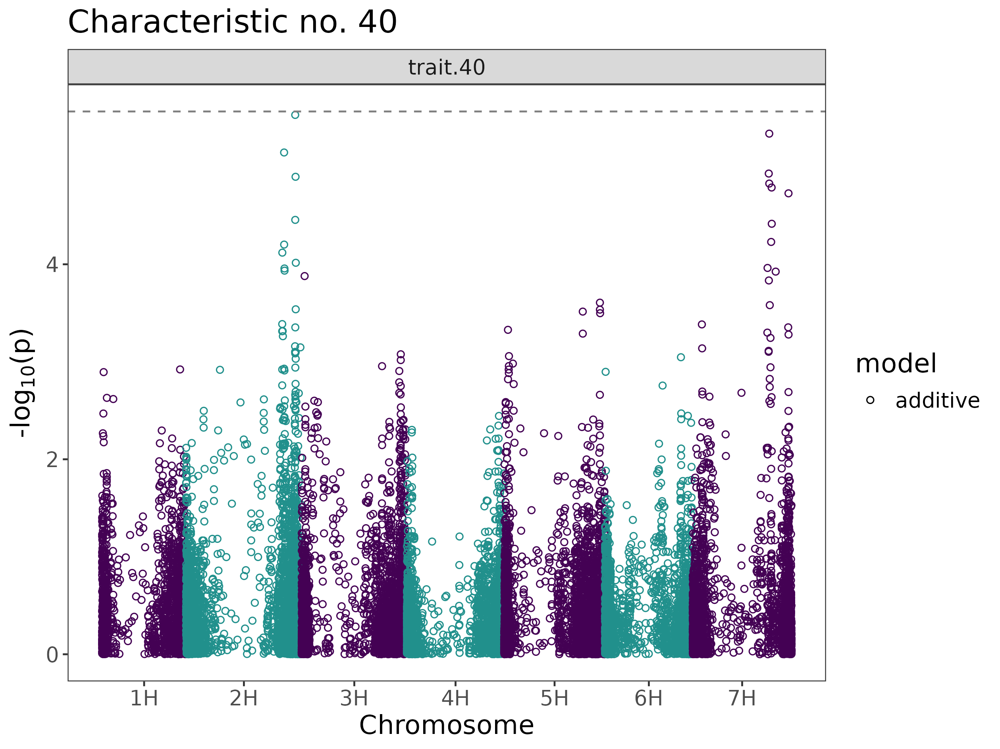 Characteristic no. 40
trait.40
-log10(p)
4
2
0
1H 2H 3H 4H 5H 6H 7H
Chromosome
model
additive